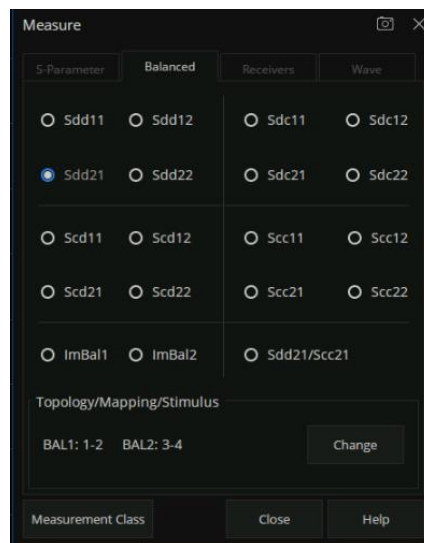 Measure
S-Parameter Balanced Receivers Wave
Sdd11 Sdd12 Sdc11 Sdc12
Sdd21 Sdd22 Sdc21 Sdc22
Scd11 Scd12 Scc11 Scc12
Scd21 Scd22 Scc21 Scc22
ImBal1 ImBal2 Sdd21/Scc21
Topology/Mapping/Stimulus
BAL1: 1-2 BAL2: 3-4 Change
Measurement Class Close Help